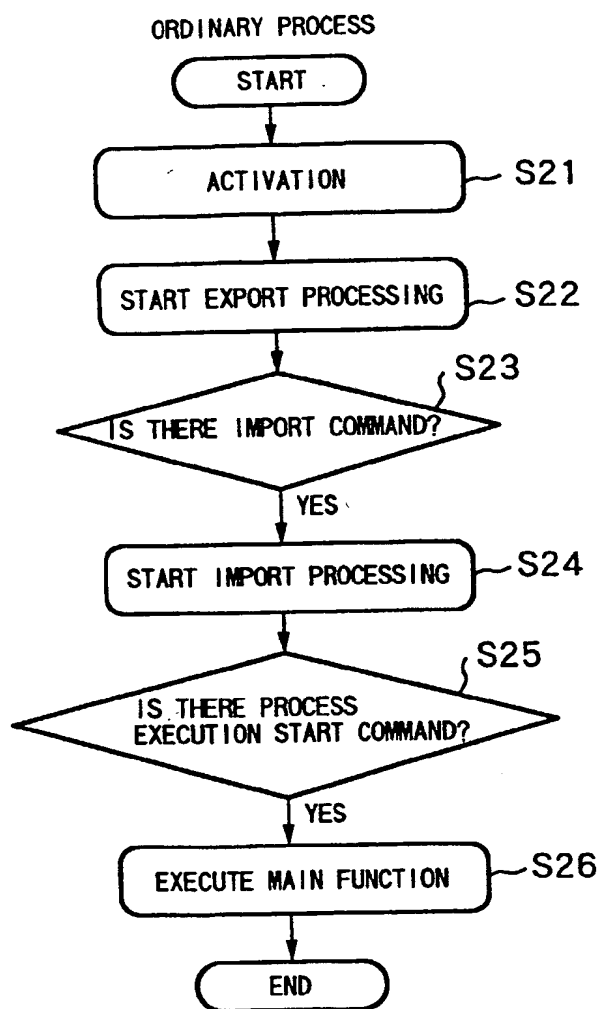 ORDINARY PROCESS
START
ACTIVATION
S21
START EXPORT PROCESSING
S22
S23
IS THERE IMPORT COMMAND?
YES
START IMPORT PROCESSING
S24
S25
IS THERE PROCESS
EXECUTION START COMMAND?
YES
EXECUTE MAIN FUNCTION
S26
END